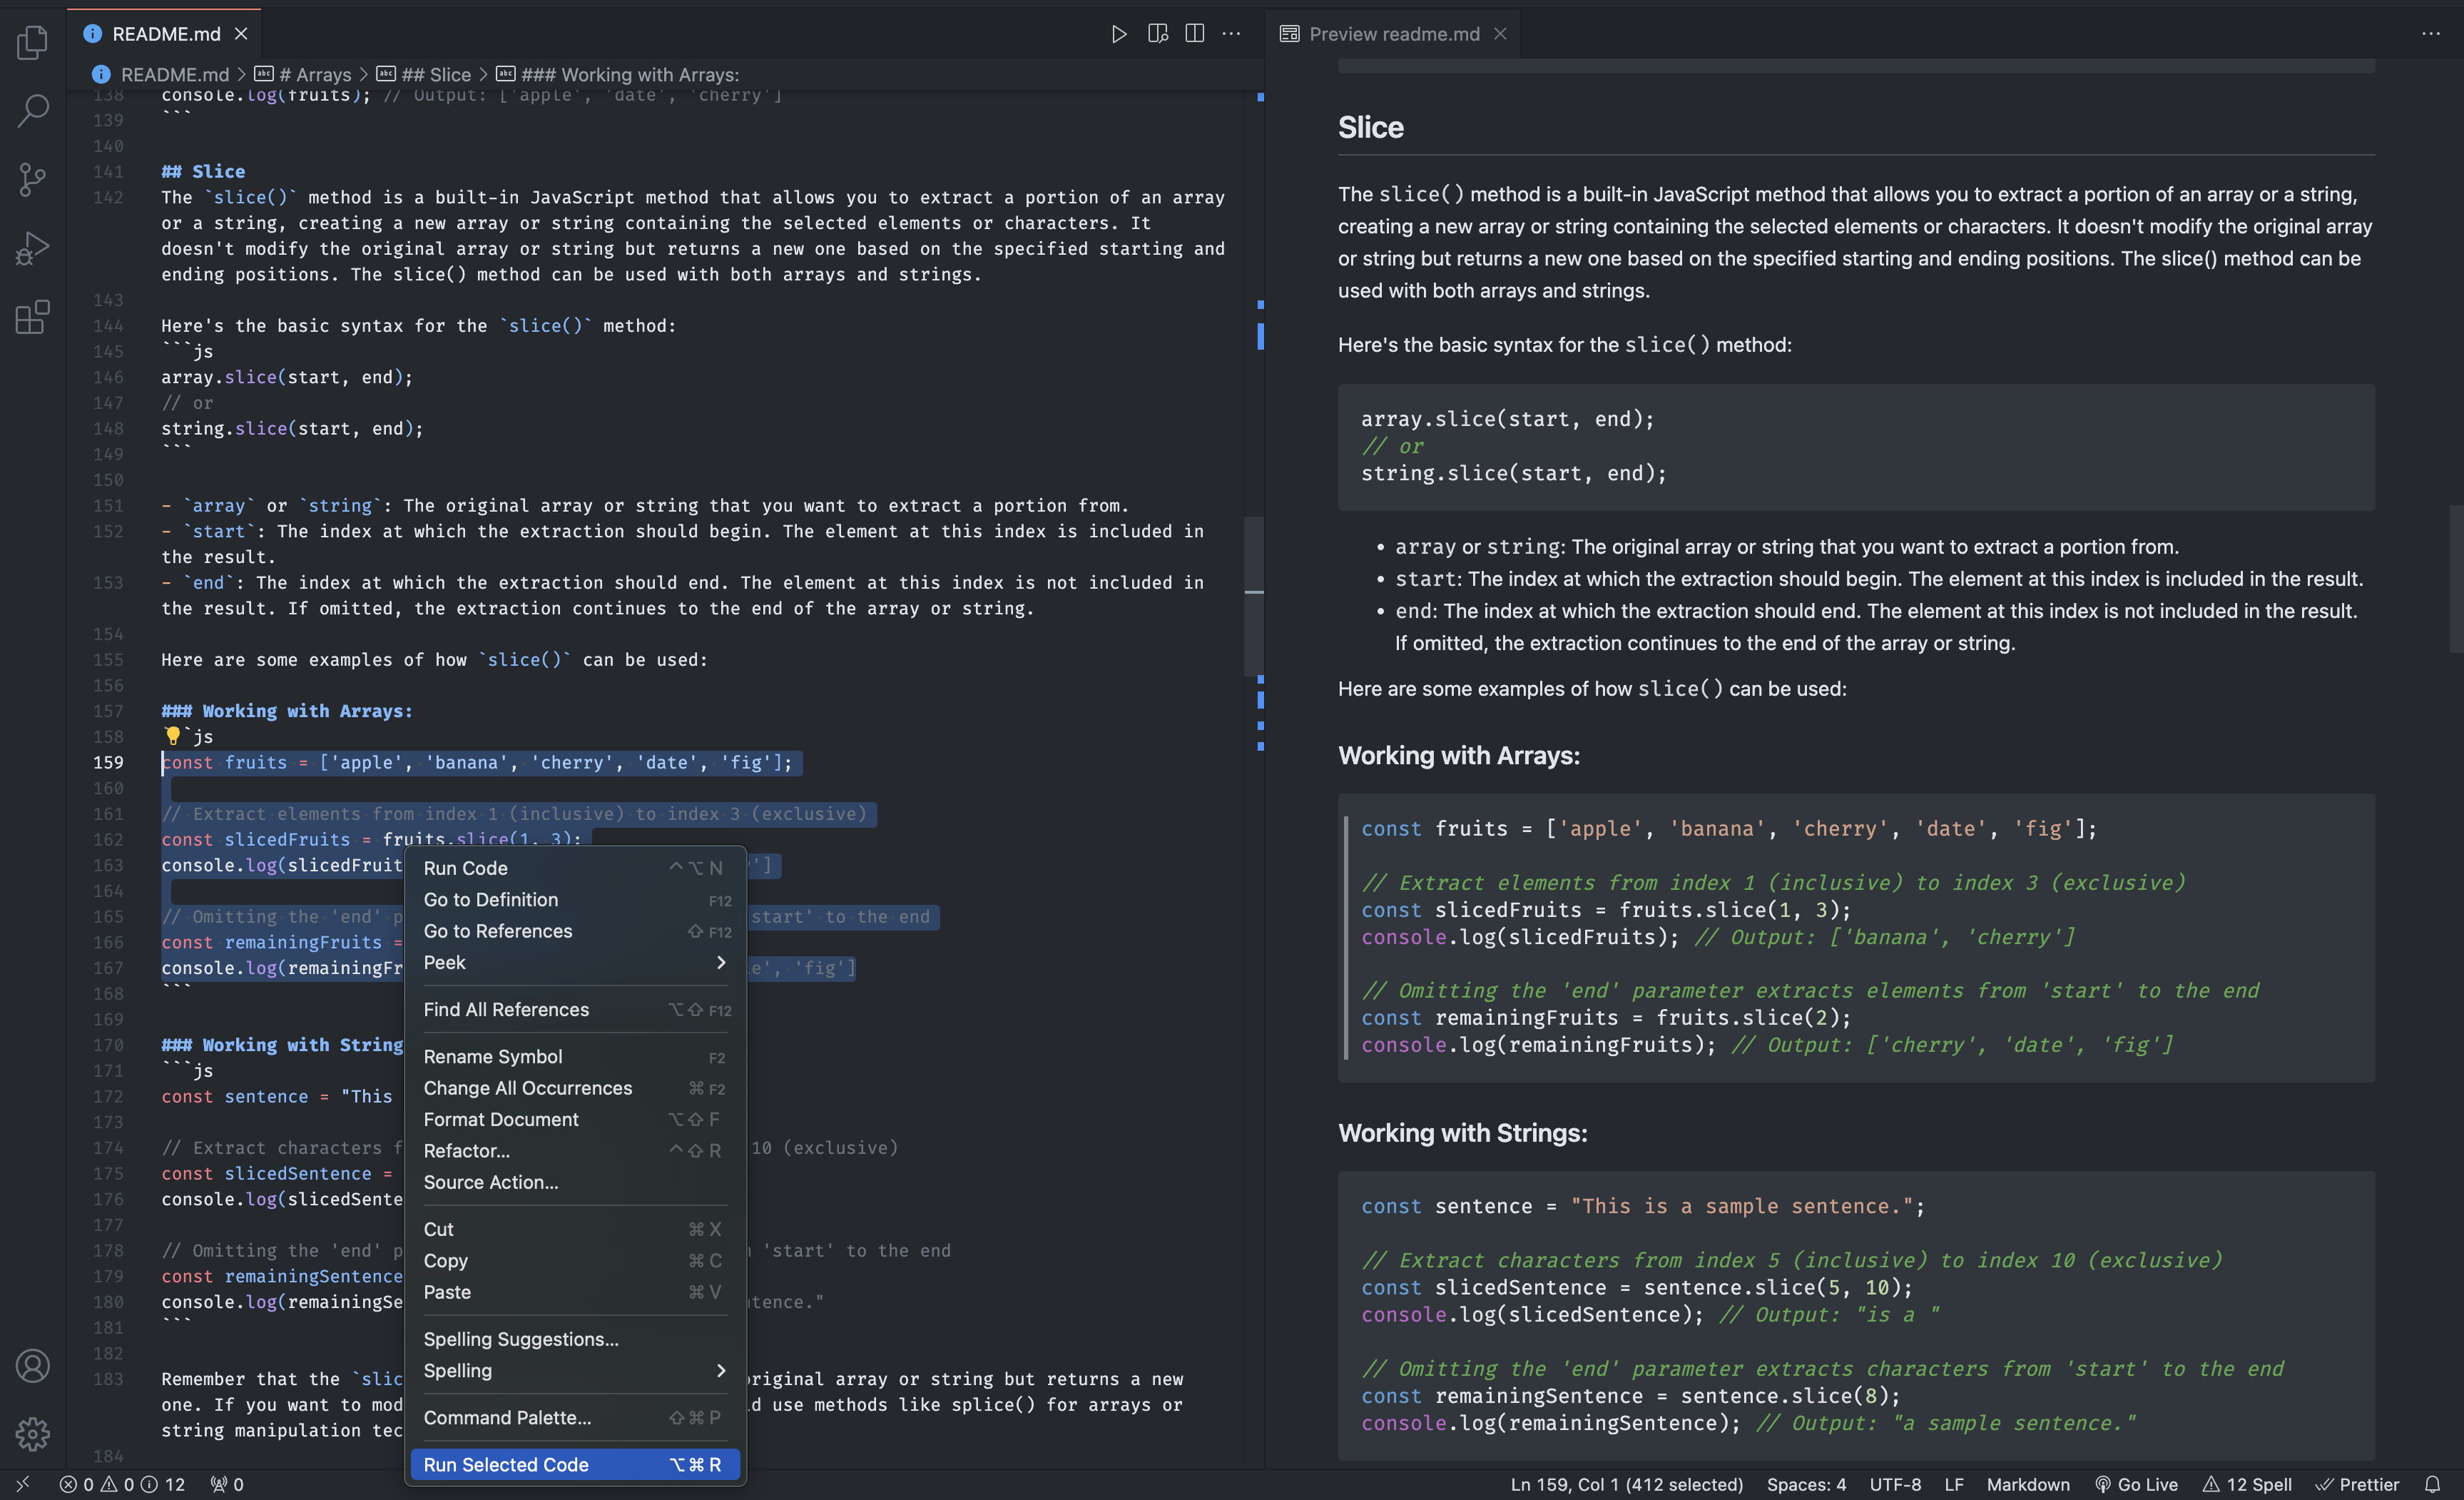 README.md
Preview readme.md
README.md > # Arrays > ## Slice > ### Working with Arrays:
138 console.log(fruits); // Output: ['apple', 'date', 'cherry']
139 ```
140
141 ## Slice
142 The `slice()` method is a built-in JavaScript method that allows you to extract a portion of an array
or a string, creating a new array or string containing the selected elements or characters. It
doesn't modify the original array or string but returns a new one based on the specified starting and
ending positions. The slice() method can be used with both arrays and strings.
143
144 Here's the basic syntax for the `slice()` method:
145 ```js
146 array.slice(start, end);
147 // or
148 string.slice(start, end);
149 ```
150
151 - `array` or `string`: The original array or string that you want to extract a portion from.
152 - `start`: The index at which the extraction should begin. The element at this index is included in
the result.
153 - `end`: The index at which the extraction should end. The element at this index is not included in
the result. If omitted, the extraction continues to the end of the array or string.
154
155 Here are some examples of how `slice()` can be used:
156
157 ### Working with Arrays:
158 `js
159 const fruits = ['apple', 'banana', 'cherry', 'date', 'fig'];
160
161 // Extract elements from index 1 (inclusive) to index 3 (exclusive)
162 const slicedFruits = fruits.slice(1, 3);
163 console.log(slicedFruit ']
164
165 // Omitting the 'end' p start' to the end
166 const remainingFruits =
167 console.log(remainingFr e', 'fig']
168 ```
169
170 ### Working with String
171 ```js
172 const sentence = "This
173
174 // Extract characters f 10 (exclusive)
175 const slicedSentence =
176 console.log(slicedSente
177
178 // Omitting the 'end' p 'start' to the end
179 const remainingSentence
180 console.log(remainingSe tence."
181 ```
182
183 Remember that the `slic riginal array or string but returns a new
one. If you want to mod d use methods like splice() for arrays or
string manipulation tec
184
Run Code ^⌥N
Go to Definition F12
Go to References ⇧F12
Peek >
Find All References ⌥⇧F12
Rename Symbol F2
Change All Occurrences ⌘F2
Format Document ⌥⇧F
Refactor... ^⇧R
Source Action...
Cut ⌘X
Copy ⌘C
Paste ⌘V
Spelling Suggestions...
Spelling >
Command Palette... ⇧⌘P
Run Selected Code ⌥⌘R
Slice
The slice() method is a built-in JavaScript method that allows you to extract a portion of an array or a string,
creating a new array or string containing the selected elements or characters. It doesn't modify the original array
or string but returns a new one based on the specified starting and ending positions. The slice() method can be
used with both arrays and strings.
Here's the basic syntax for the slice() method:
array.slice(start, end);
// or
string.slice(start, end);
• array or string: The original array or string that you want to extract a portion from.
• start: The index at which the extraction should begin. The element at this index is included in the result.
• end: The index at which the extraction should end. The element at this index is not included in the result.
If omitted, the extraction continues to the end of the array or string.
Here are some examples of how slice() can be used:
Working with Arrays:
const fruits = ['apple', 'banana', 'cherry', 'date', 'fig'];
// Extract elements from index 1 (inclusive) to index 3 (exclusive)
const slicedFruits = fruits.slice(1, 3);
console.log(slicedFruits); // Output: ['banana', 'cherry']
// Omitting the 'end' parameter extracts elements from 'start' to the end
const remainingFruits = fruits.slice(2);
console.log(remainingFruits); // Output: ['cherry', 'date', 'fig']
Working with Strings:
const sentence = "This is a sample sentence.";
// Extract characters from index 5 (inclusive) to index 10 (exclusive)
const slicedSentence = sentence.slice(5, 10);
console.log(slicedSentence); // Output: "is a "
// Omitting the 'end' parameter extracts characters from 'start' to the end
const remainingSentence = sentence.slice(8);
console.log(remainingSentence); // Output: "a sample sentence."
0 0 12 0
Ln 159, Col 1 (412 selected) Spaces: 4 UTF-8 LF Markdown Go Live 12 Spell Prettier